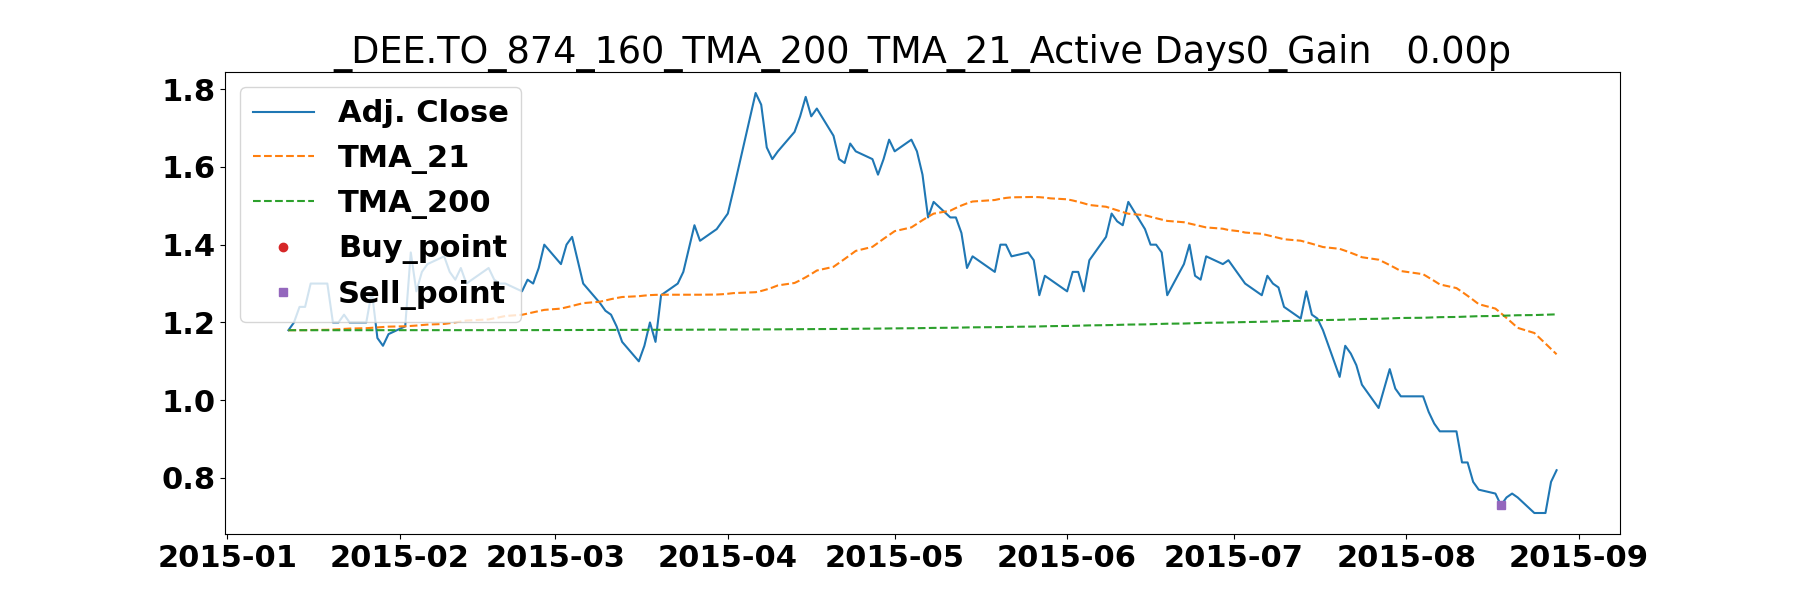 _DEE.TO_874_160_TMA_200_TMA_21_Active Days0_Gain   0.00p
1.8
1.6
1.4
1.2
1.0
0.8
Adj. Close
TMA_21
TMA_200
Buy_point
Sell_point
2015-01 2015-02 2015-03 2015-04 2015-05 2015-06 2015-07 2015-08 2015-09